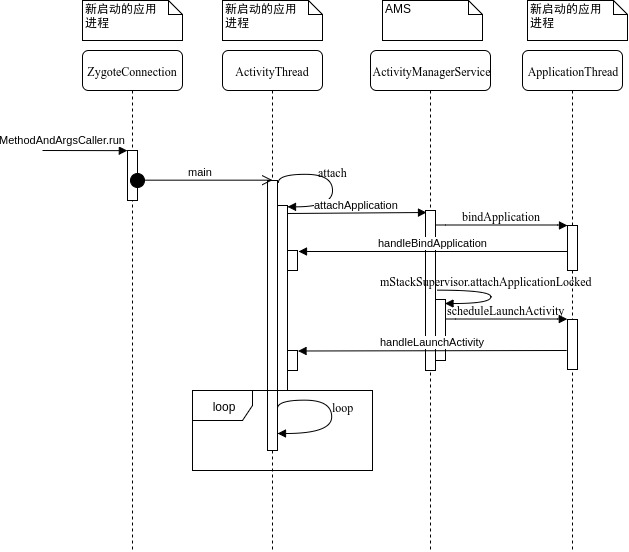 新启动的应用
进程
新启动的应用
进程
AMS
新启动的应用
进程
ZygoteConnection
ActivityThread
ActivityManagerService
ApplicationThread
MethodAndArgsCaller.run
main
attach
attachApplication
bindApplication
handleBindApplication
mStackSupervisor.attachApplicationLocked
scheduleLaunchActivity
handleLaunchActivity
loop
loop